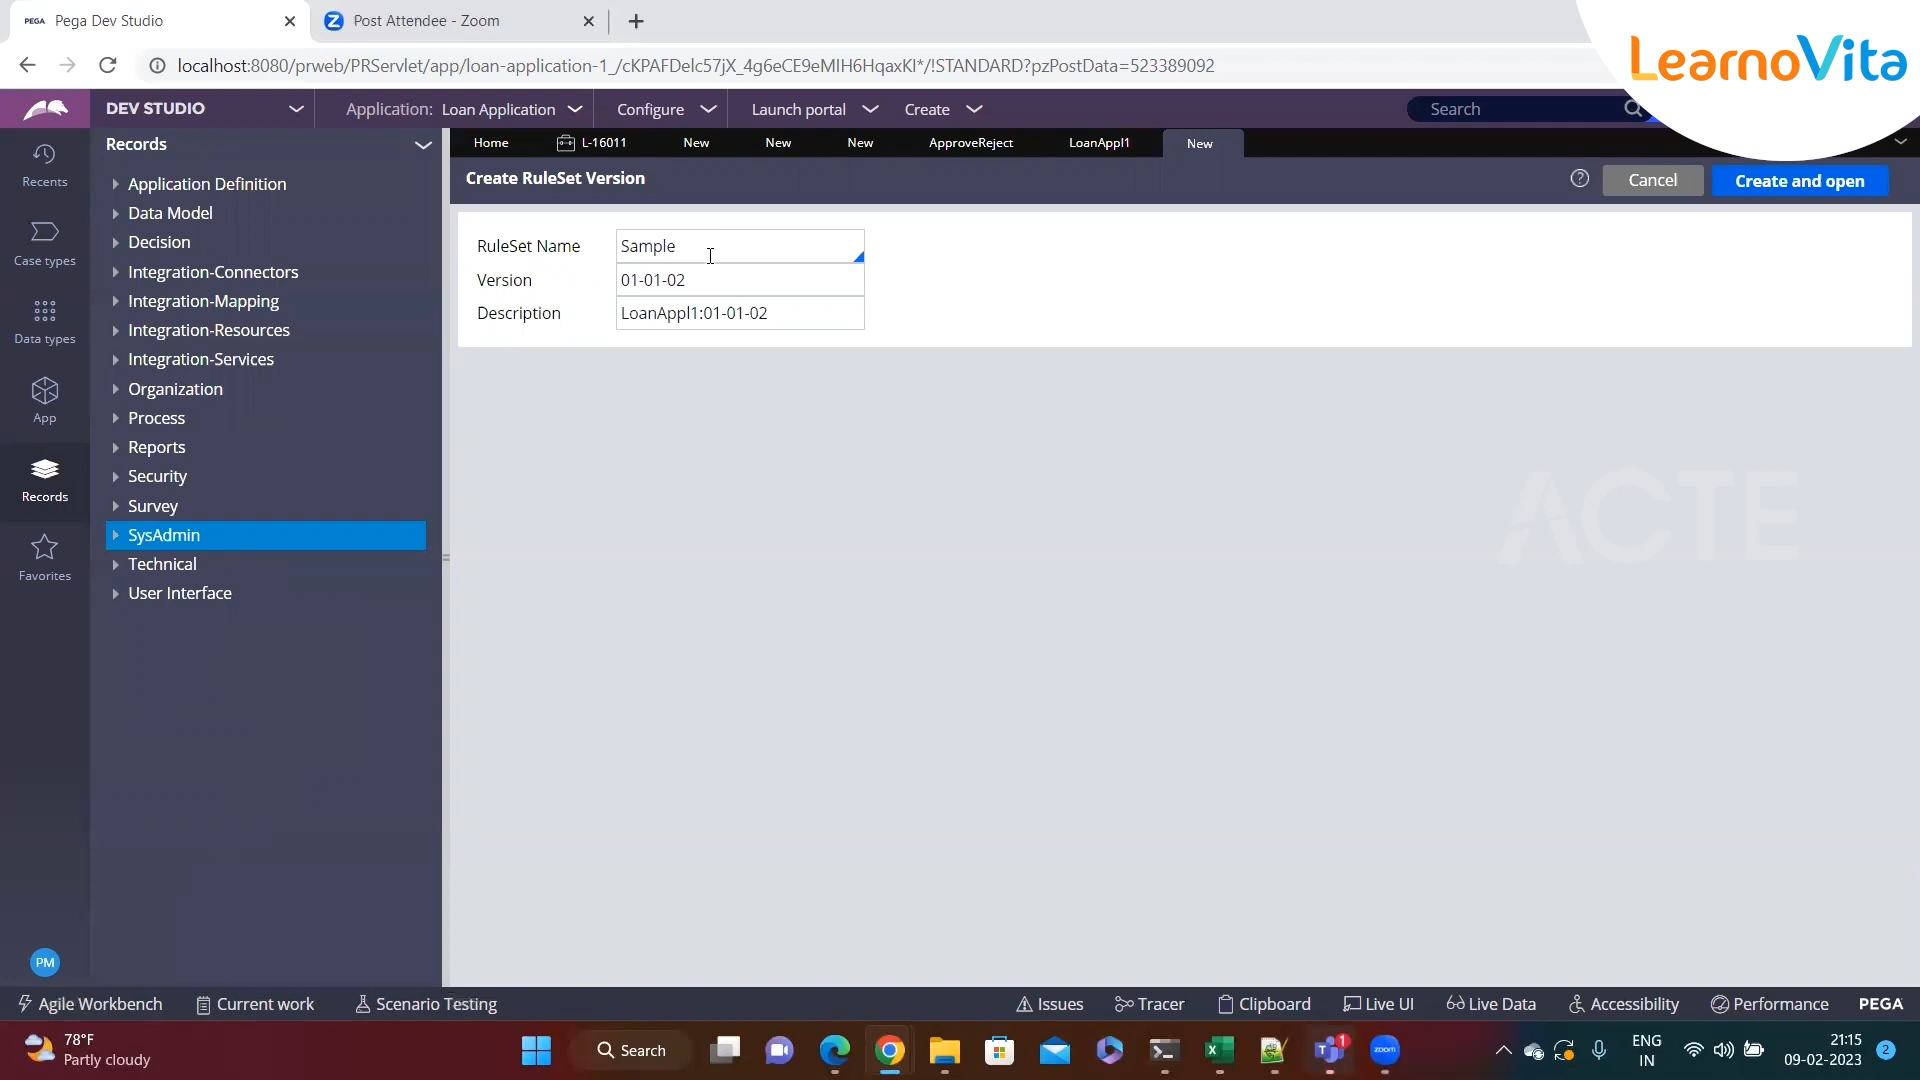 PEGA Pega Dev Studio
Post Attendee - Zoom
LearnoVita
localhost:8080/prweb/PRServlet/app/loan-application-1_/cKPAFDelc57jX_4g6eCE9eMIH6HqaxKI*/!STANDARD?pzPostData=523389092
DEV STUDIO
Application: Loan Application
Configure
Launch portal
Create
Search
Records
Home
L-16011
New
New
New
ApproveReject
LoanAppl1
New
Recents
Case types
Data types
App
Records
Favorites
PM
Application Definition
Data Model
Decision
Integration-Connectors
Integration-Mapping
Integration-Resources
Integration-Services
Organization
Process
Reports
Security
Survey
SysAdmin
Technical
User Interface
Create RuleSet Version
Cancel
Create and open
RuleSet Name Sample
Version 01-01-02
Description LoanAppl1:01-01-02
ACTE
Agile Workbench
Current work
Scenario Testing
Issues
Tracer
Clipboard
Live UI
Live Data
Accessibility
Performance
PEGA
78°F
Partly cloudy
Search
1
zoom
ENG
IN
21:15
09-02-2023
2